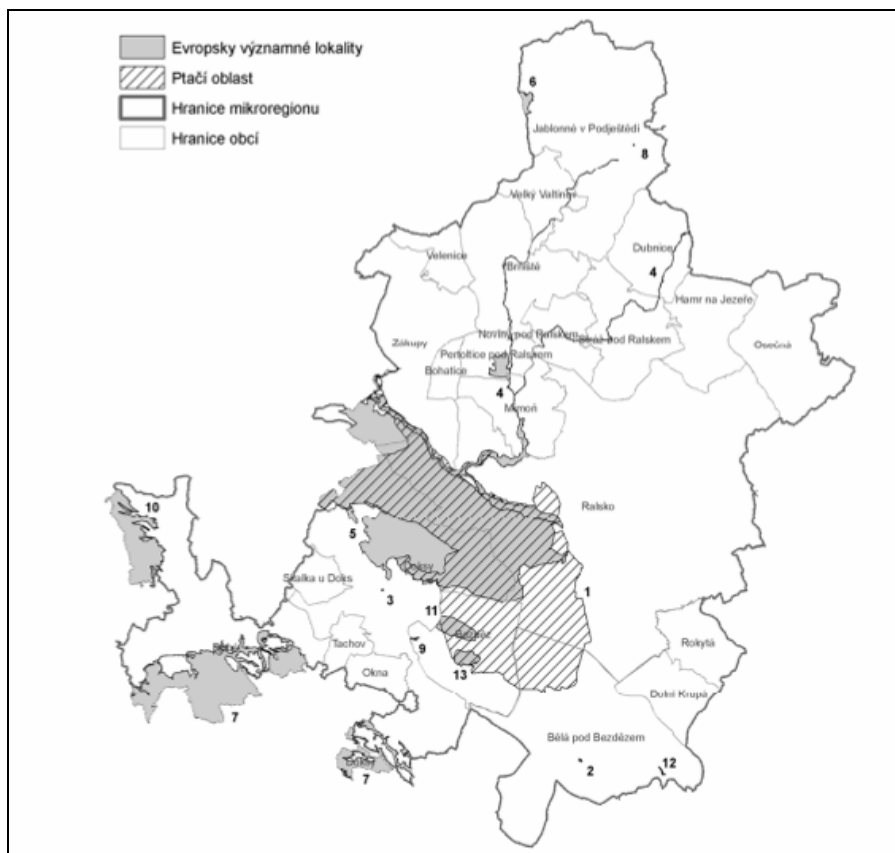 Evropsky významné lokality
Ptačí oblast
Hranice mikroregionu
Hranice obcí
6
Jablonné v Podještědí
8
Velký Valtinov
Velenice
Brniště
Dubnice
4
Hamr na Jezeře
Zákupy
Noviny pod Ralskem
Stráž pod Ralskem
Osečná
Pertoltice pod Ralskem
Bohatice
4
Mimoň
10
Ralsko
5
Doksy
Skalka u Doks
3
11
1
Bezděz
Tachov
9
Rokytá
Okna
13
Dolní Krupá
7
Bělá pod Bezdězem
2
12
7